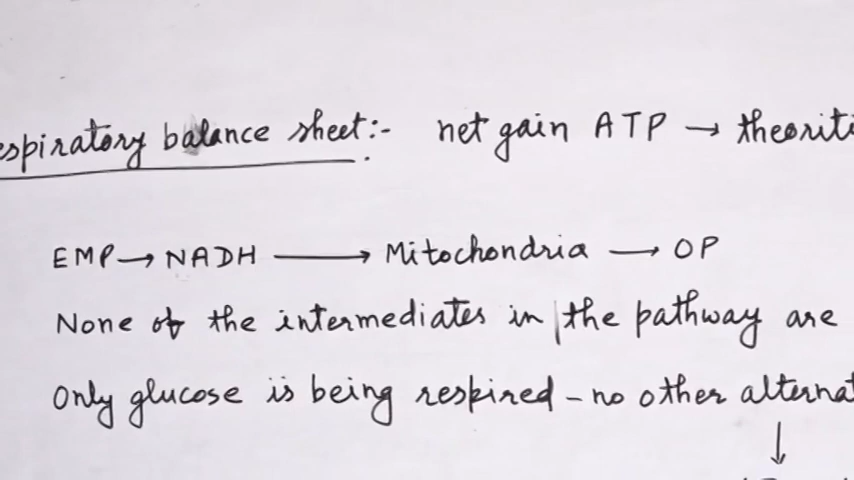 espiratory balance sheet:- net gain ATP → theoriti
EMP → NADH → Mitochondria → OP
None of the intermediates in the pathway are
Only glucose is being respired - no other alternat
↓